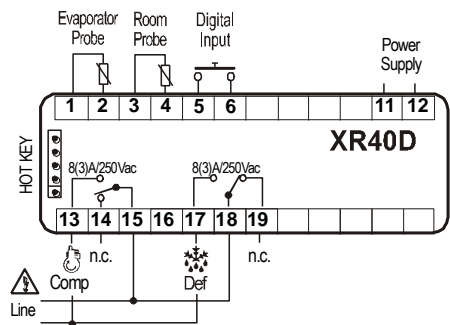 Evaporator Probe
Room Probe
Digital Input
Power Supply
1 2 3 4 5 6 11 12
XR40D
HOT KEY
8(3)A/250Vac 8(3)A/250Vac
13 14 15 16 17 18 19
n.c. n.c.
Comp Def
Line